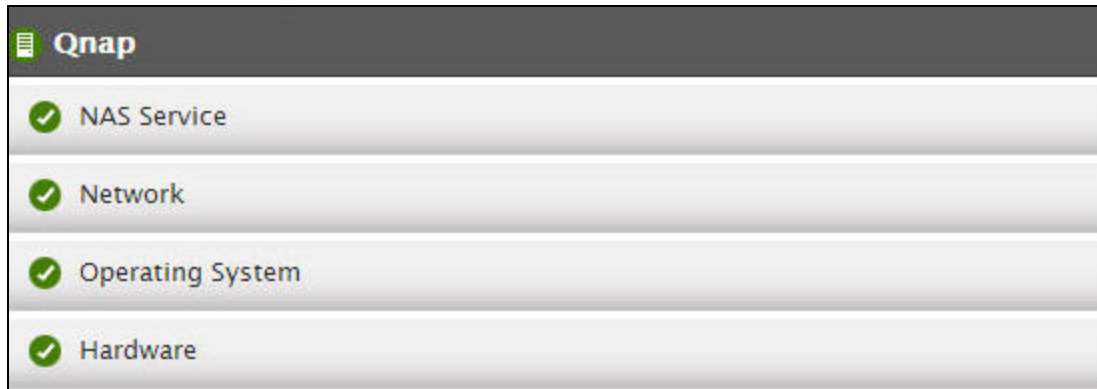 Qnap
NAS Service
Network
Operating System
Hardware